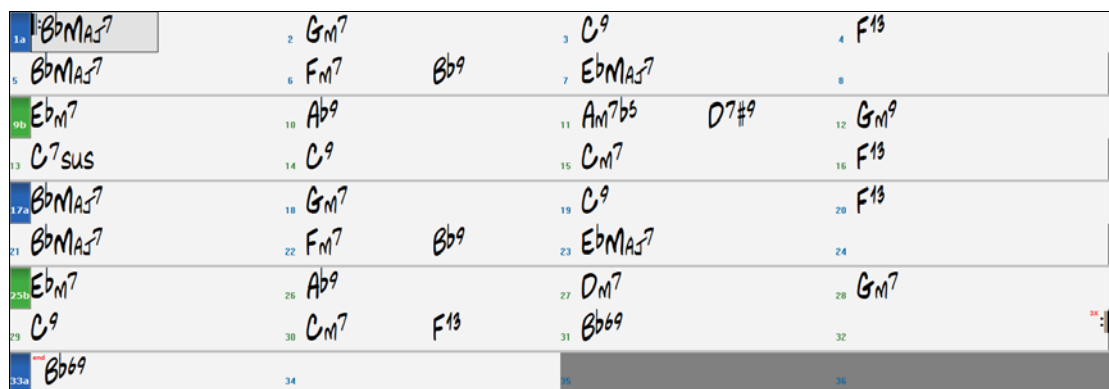 1a BbMAJ7 2 Gm7 3 C9 4 F13
5 BbMAJ7 6 Fm7 Bb9 7 EbMAJ7 8
9b Ebm7 10 Ab9 11 Am7b5 D7#9 12 Gm9
13 C7sus 14 C9 15 Cm7 16 F13
17a BbMAJ7 18 Gm7 19 C9 20 F13
21 BbMAJ7 22 Fm7 Bb9 23 EbMAJ7 24
25b Ebm7 26 Ab9 27 Dm7 28 Gm7
29 C9 30 Cm7 F13 31 Bb69 32 3x
33a end Bb69 34 35 36